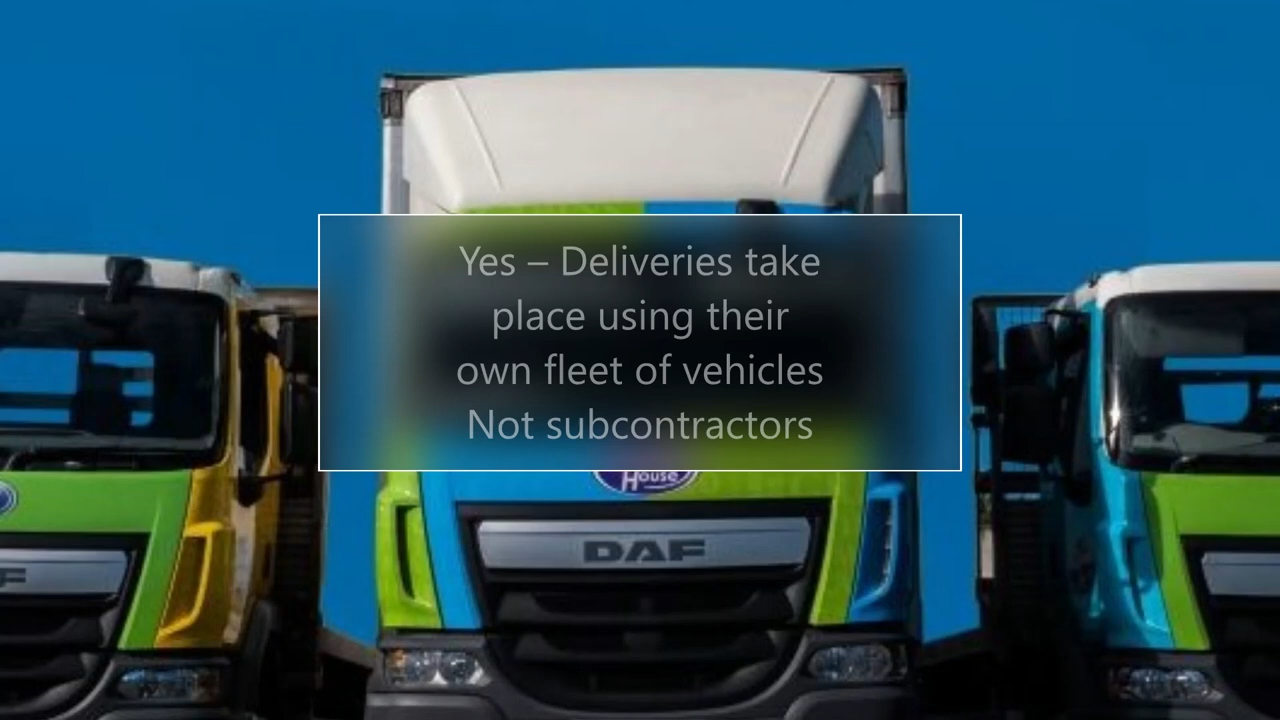 Yes – Deliveries take
place using their
own fleet of vehicles
Not subcontractors
House
DAF
F